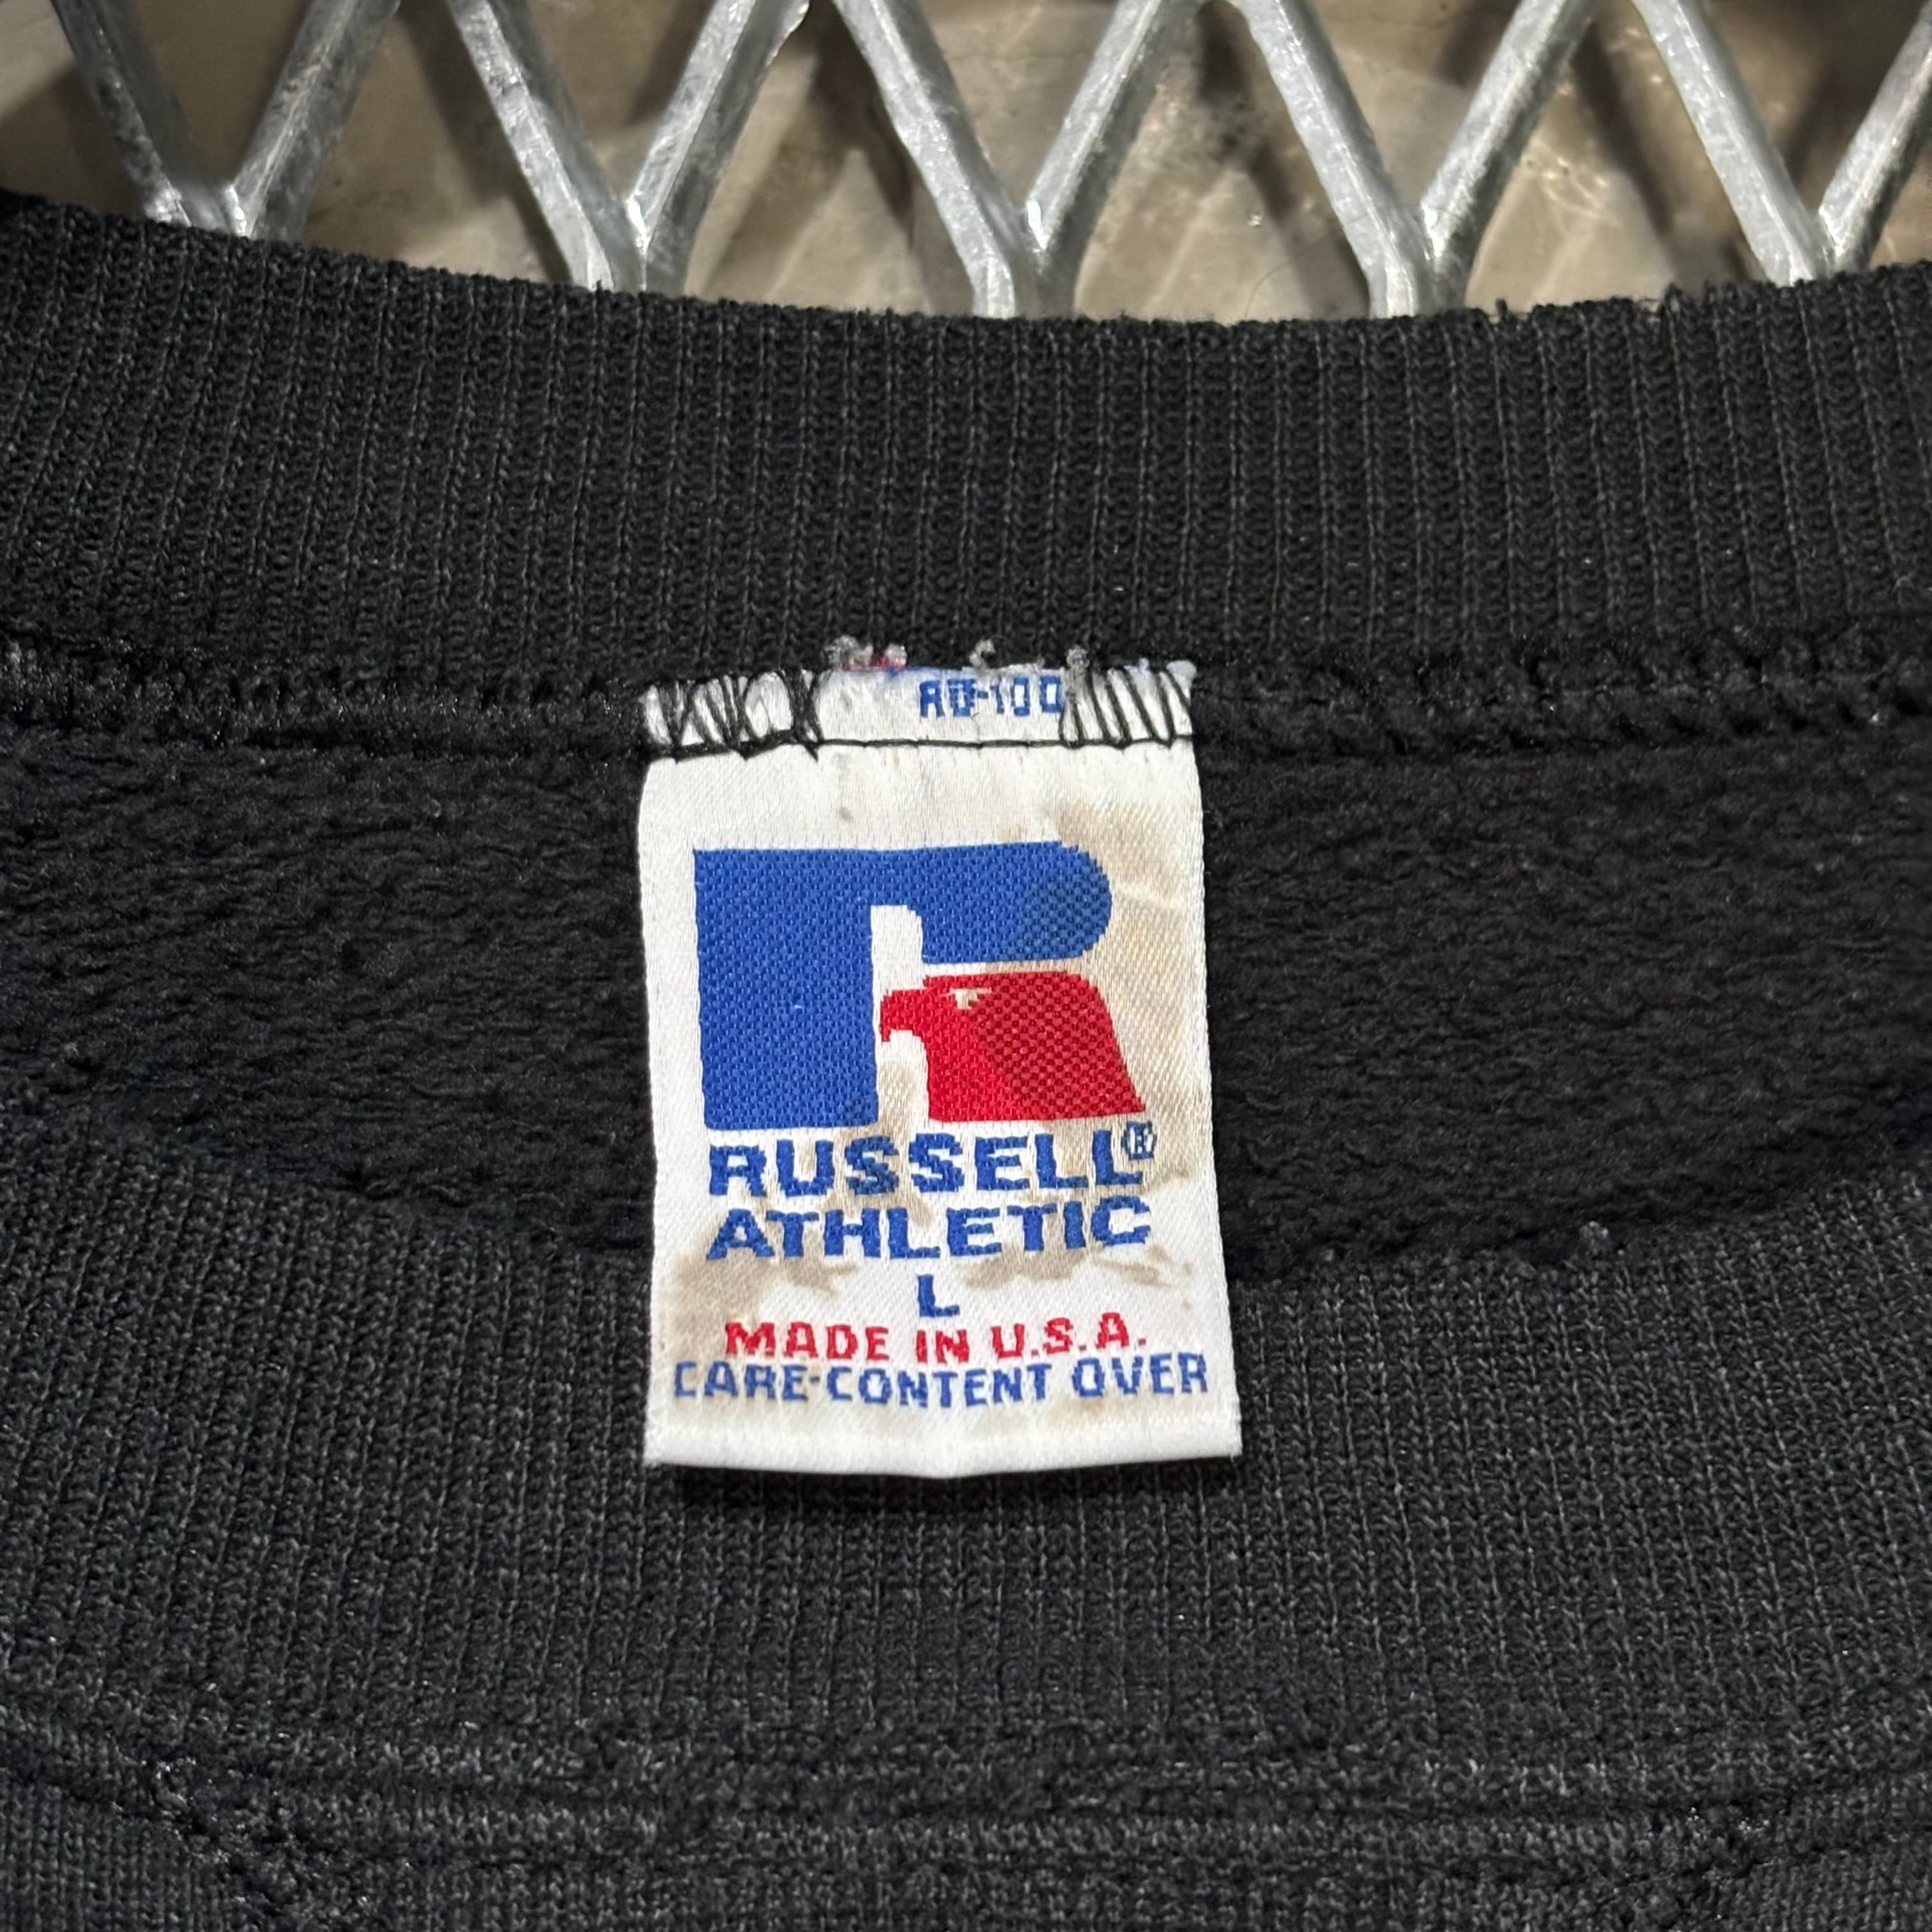 RD-100
RUSSELL®
ATHLETIC
L
MADE IN U.S.A.
CARE-CONTENT OVER